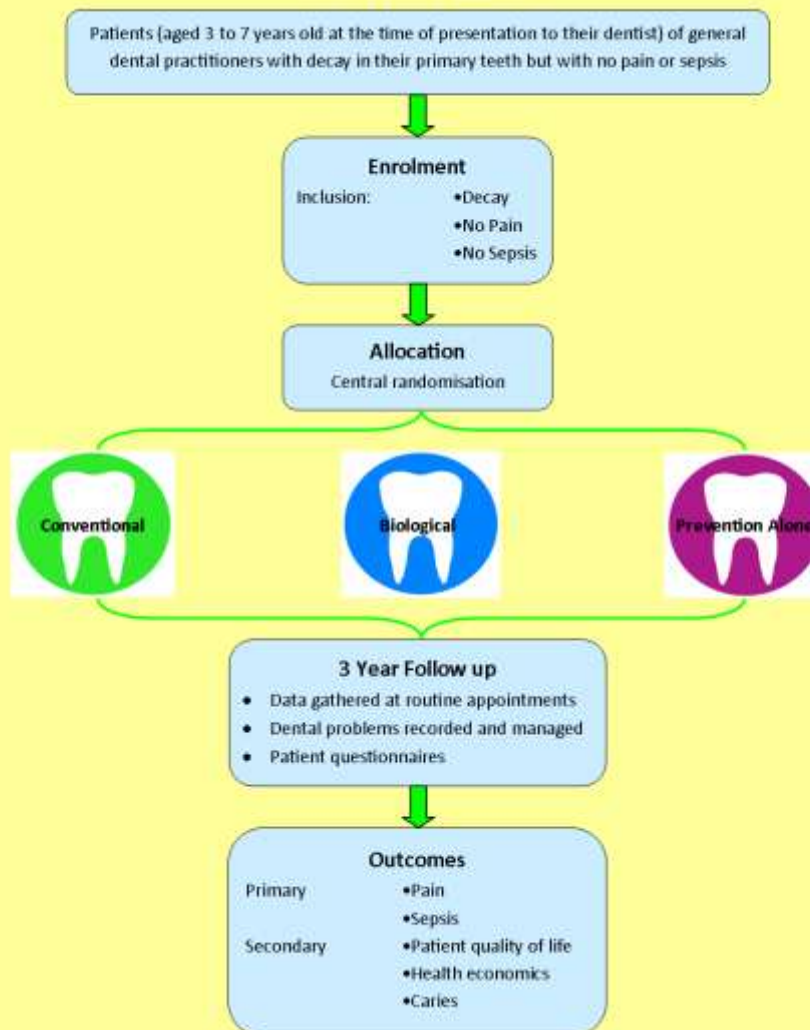 Patients (aged 3 to 7 years old at the time of presentation to their dentist) of general
dental practitioners with decay in their primary teeth but with no pain or sepsis
Enrolment
Inclusion: •Decay
•No Pain
•No Sepsis
Allocation
Central randomisation
Conventional Biological Prevention Alone
3 Year Follow up
• Data gathered at routine appointments
• Dental problems recorded and managed
• Patient questionnaires
Outcomes
Primary •Pain
•Sepsis
Secondary •Patient quality of life
•Health economics
•Caries